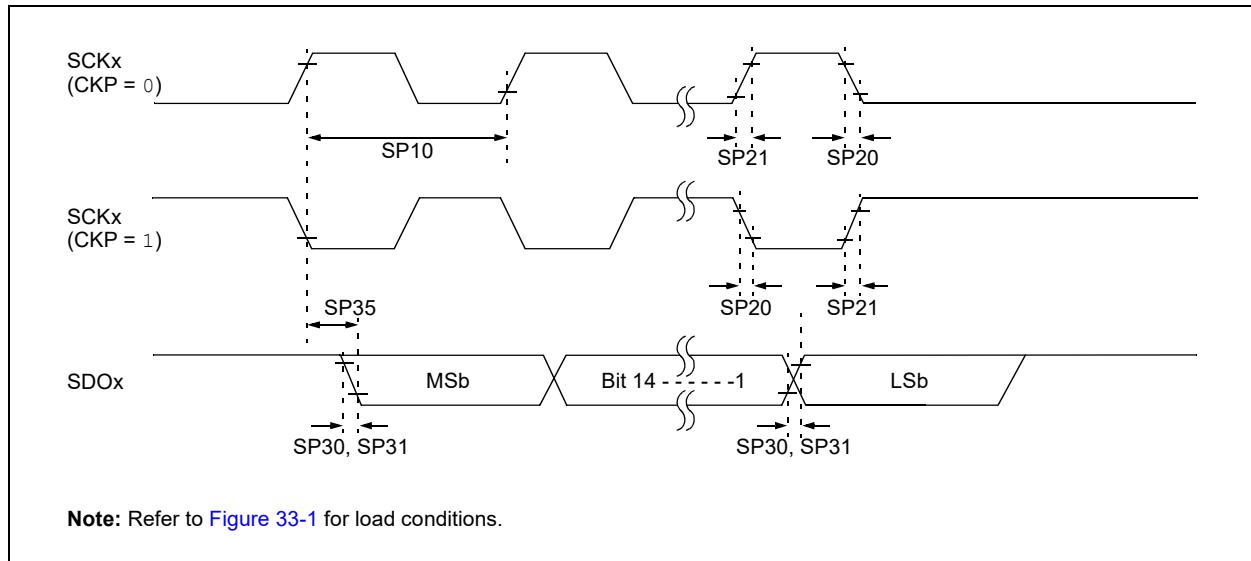 SCKx
(CKP = 0)
SP10
SP21
SP20
SCKx
(CKP = 1)
SP35
SP20
SP21
SDOx
MSb
Bit 14 - - - - - -1
LSb
SP30, SP31
SP30, SP31
Note: Refer to Figure 33-1 for load conditions.